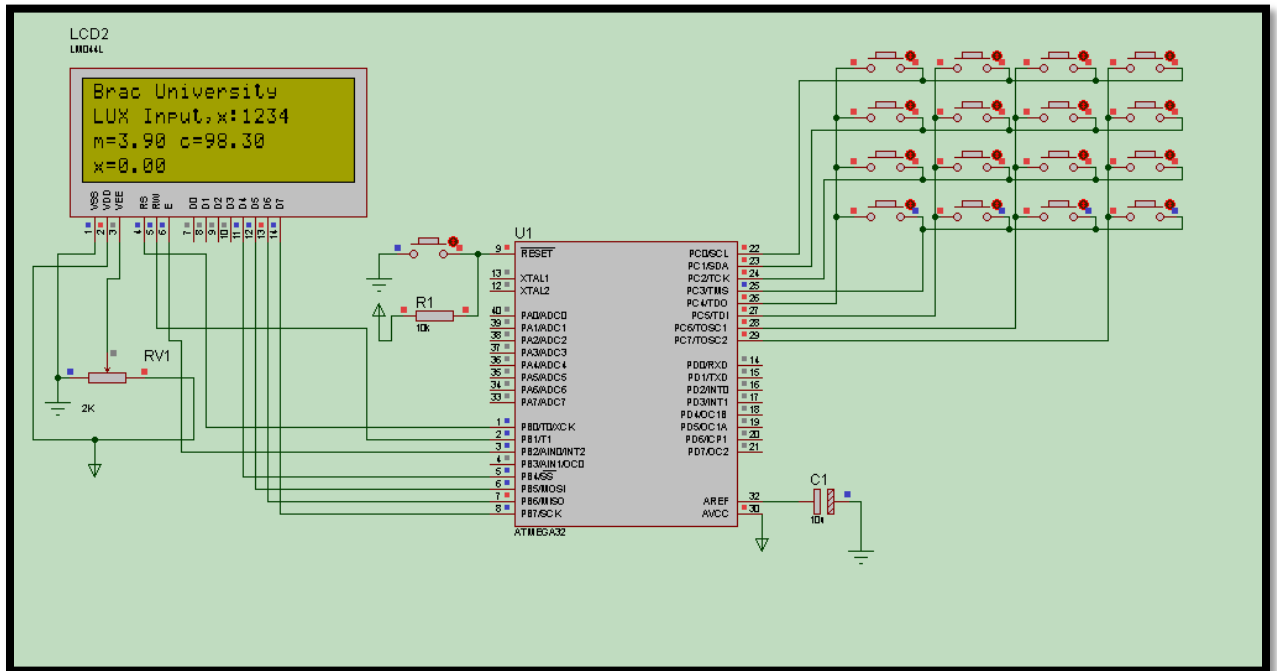 LCD2
LM044L
Brac University
LUX Input,x:1234
m=3.90 c=98.30
x=0.00
VSS
VDD
VEE
RS
RW
E
D0
D1
D2
D3
D4
D5
D6
D7
1
2
3
4
5
6
7
8
9
10
11
12
13
14
RV1
2K
R1
10k
U1
9 RESET
13 XTAL1
12 XTAL2
40 PA0/ADC0
39 PA1/ADC1
38 PA2/ADC2
37 PA3/ADC3
36 PA4/ADC4
35 PA5/ADC5
34 PA6/ADC6
33 PA7/ADC7
1 PB0/T0/XCK
2 PB1/T1
3 PB2/AIN0/INT2
4 PB3/AIN1/OC0
5 PB4/SS
6 PB5/MOSI
7 PB6/MISO
8 PB7/SCK
PC0/SCL 22
PC1/SDA 23
PC2/TCK 24
PC3/TMS 25
PC4/TDO 26
PC5/TDI 27
PC6/TOSC1 28
PC7/TOSC2 29
PD0/RXD 14
PD1/TXD 15
PD2/INT0 16
PD3/INT1 17
PD4/OC1B 18
PD5/OC1A 19
PD6/ICP1 20
PD7/OC2 21
AREF 32
AVCC 30
ATMEGA32
C1
10u